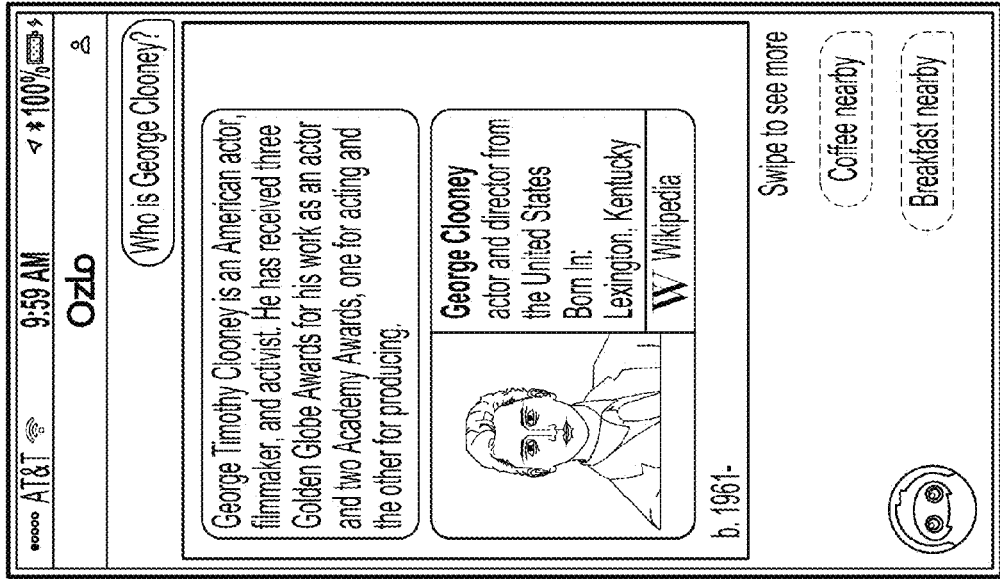 AT&T 9:59 AM 100%
Ozlo
Who is George Clooney?
George Timothy Clooney is an American actor,
filmmaker, and activist. He has received three
Golden Globe Awards for his work as an actor
and two Academy Awards, one for acting and
the other for producing.
George Clooney
actor and director from
the United States
Born In:
Lexington, Kentucky
W Wikipedia
b. 1961-
Swipe to see more
Coffee nearby
Breakfast nearby